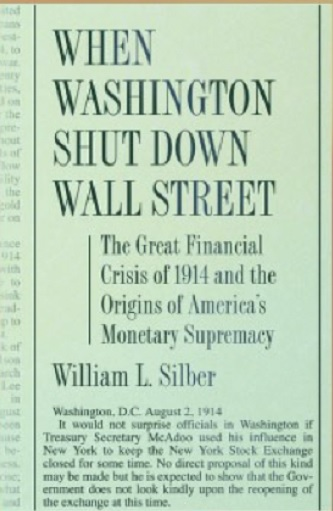 WHEN
WASHINGTON
SHUT DOWN
WALL STREET
The Great Financial
Crisis of 1914 and the
Origins of America's
Monetary Supremacy
William L. Silber
Washington, D.C. August 2, 1914
It would not surprise officials in Washington if
Treasury Secretary McAdoo used his influence in
New York to keep the New York Stock Exchange
closed for some time. No direct proposal of this kind
may be made but he is expected to show that the Gov-
ernment does not look kindly upon the reopening of
the exchange at this time.